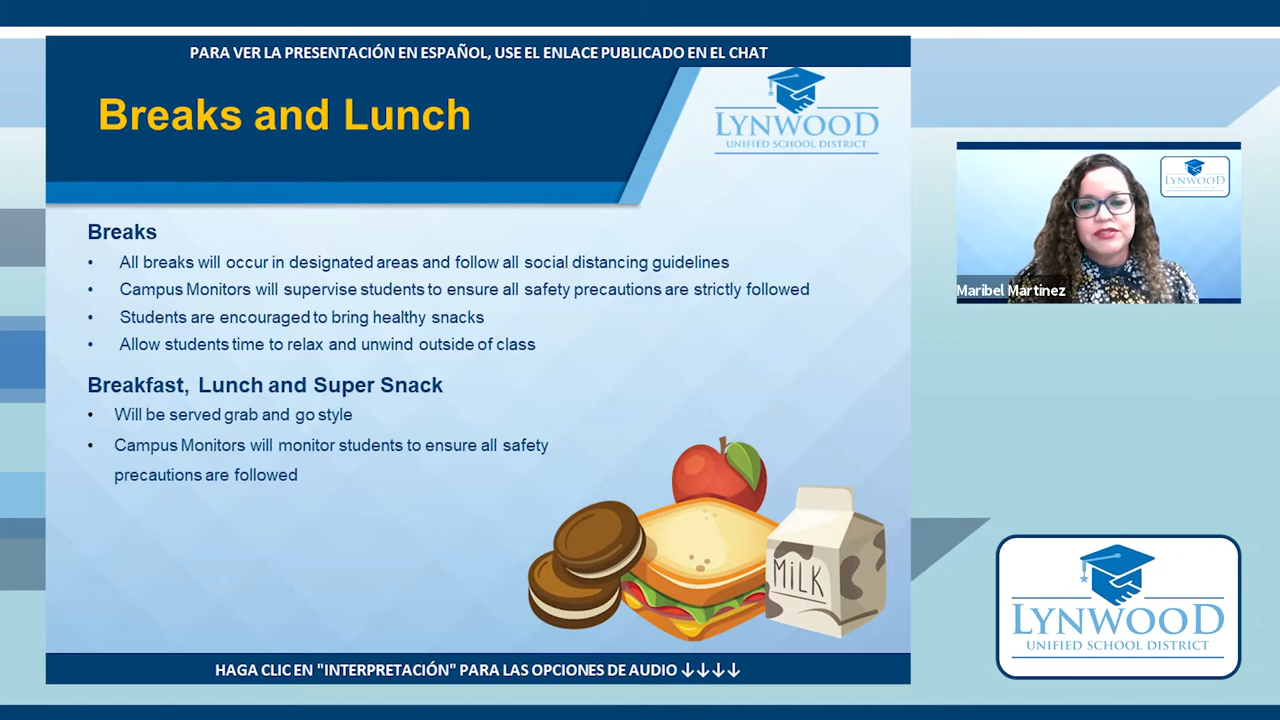 PARA VER LA PRESENTACIÓN EN ESPAÑOL, USE EL ENLACE PUBLICADO EN EL CHAT
Breaks and Lunch
LYNWOOD
UNIFIED SCHOOL DISTRICT
Breaks
• All breaks will occur in designated areas and follow all social distancing guidelines
• Campus Monitors will supervise students to ensure all safety precautions are strictly followed
• Students are encouraged to bring healthy snacks
• Allow students time to relax and unwind outside of class
Breakfast, Lunch and Super Snack
• Will be served grab and go style
• Campus Monitors will monitor students to ensure all safety
precautions are followed
MiLK
HAGA CLIC EN "INTERPRETACIÓN" PARA LAS OPCIONES DE AUDIO ↓↓↓↓
LYNWOOD
Maribel Martinez
LYNWOOD
UNIFIED SCHOOL DISTRICT